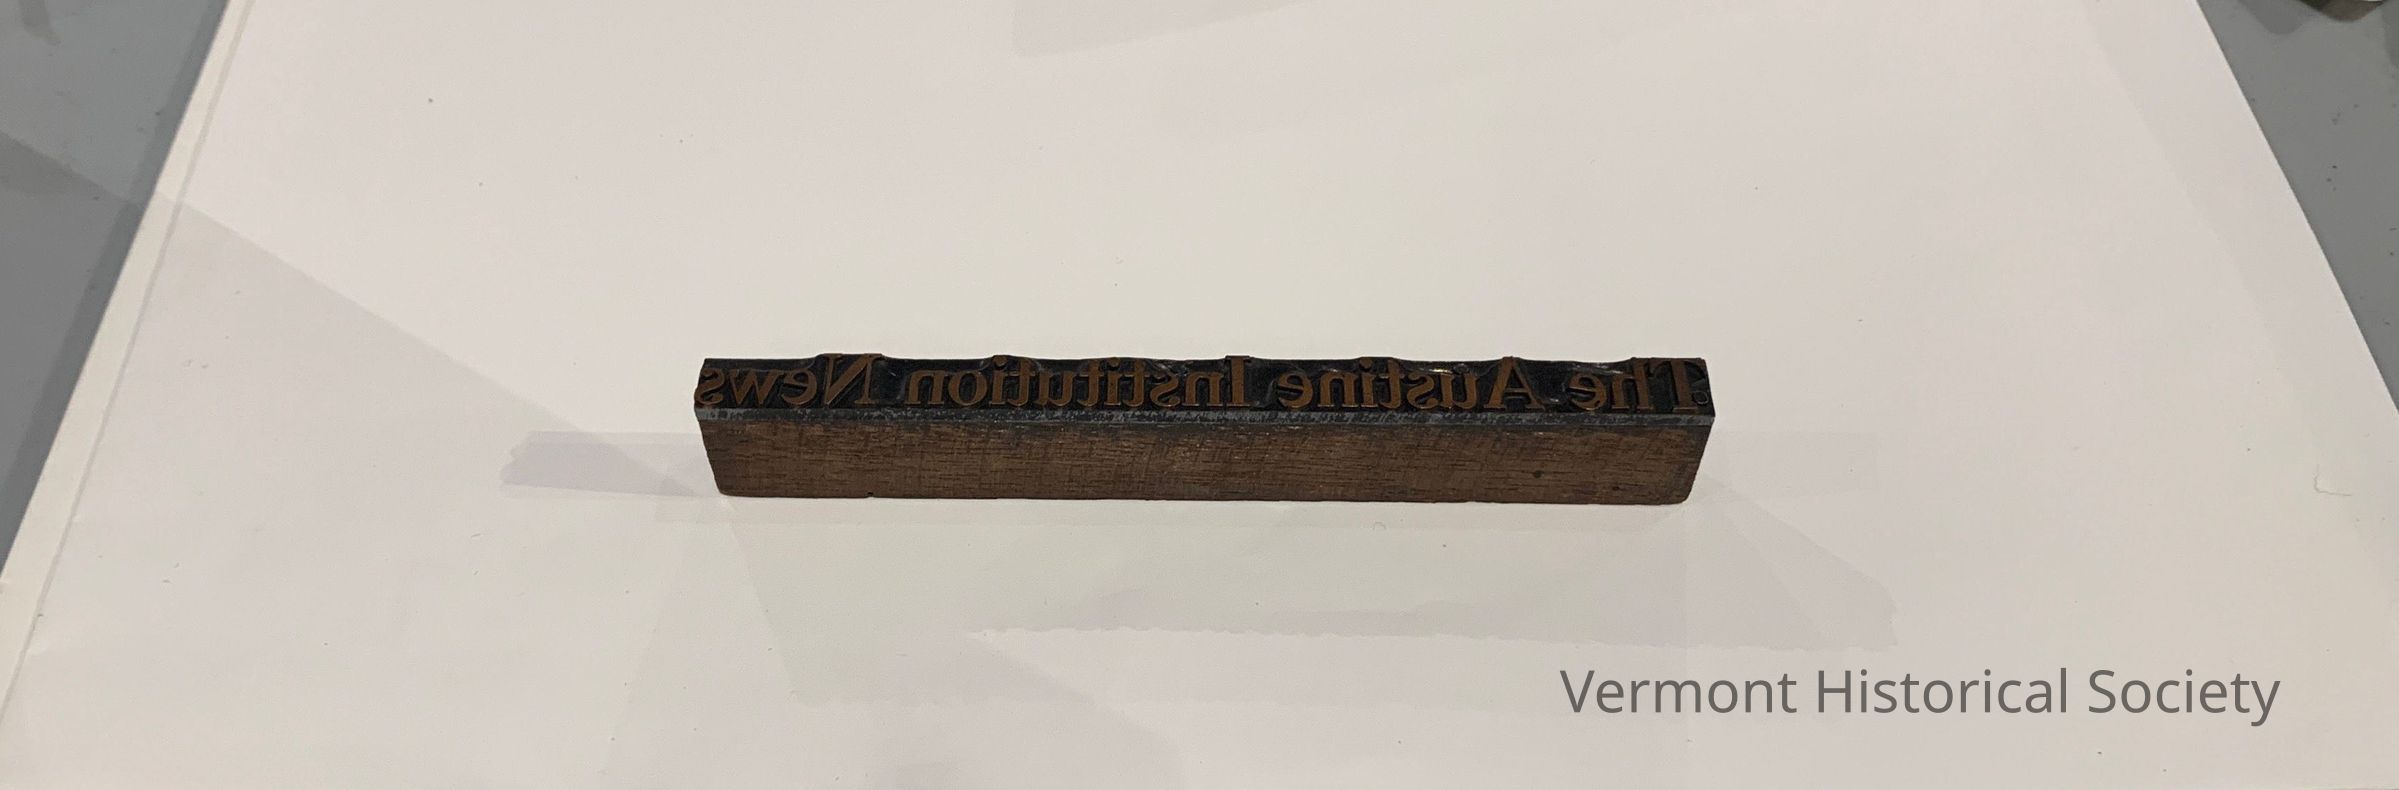 The Austine Institution News
Vermont Historical Society